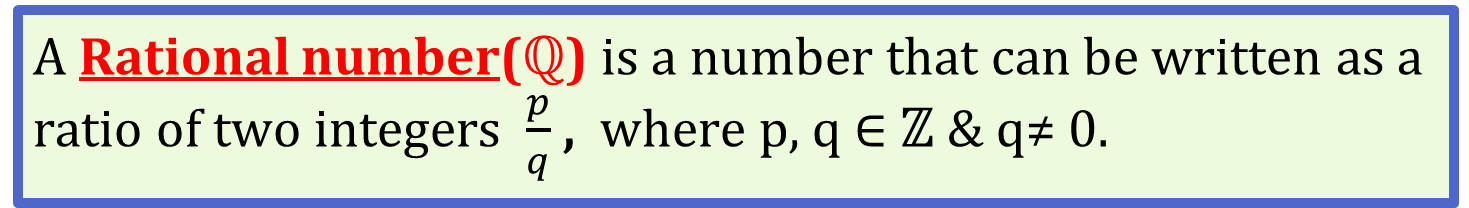 A Rational number(ℚ) is a number that can be written as a
ratio of two integers p/q, where p, q ∈ ℤ & q≠ 0.